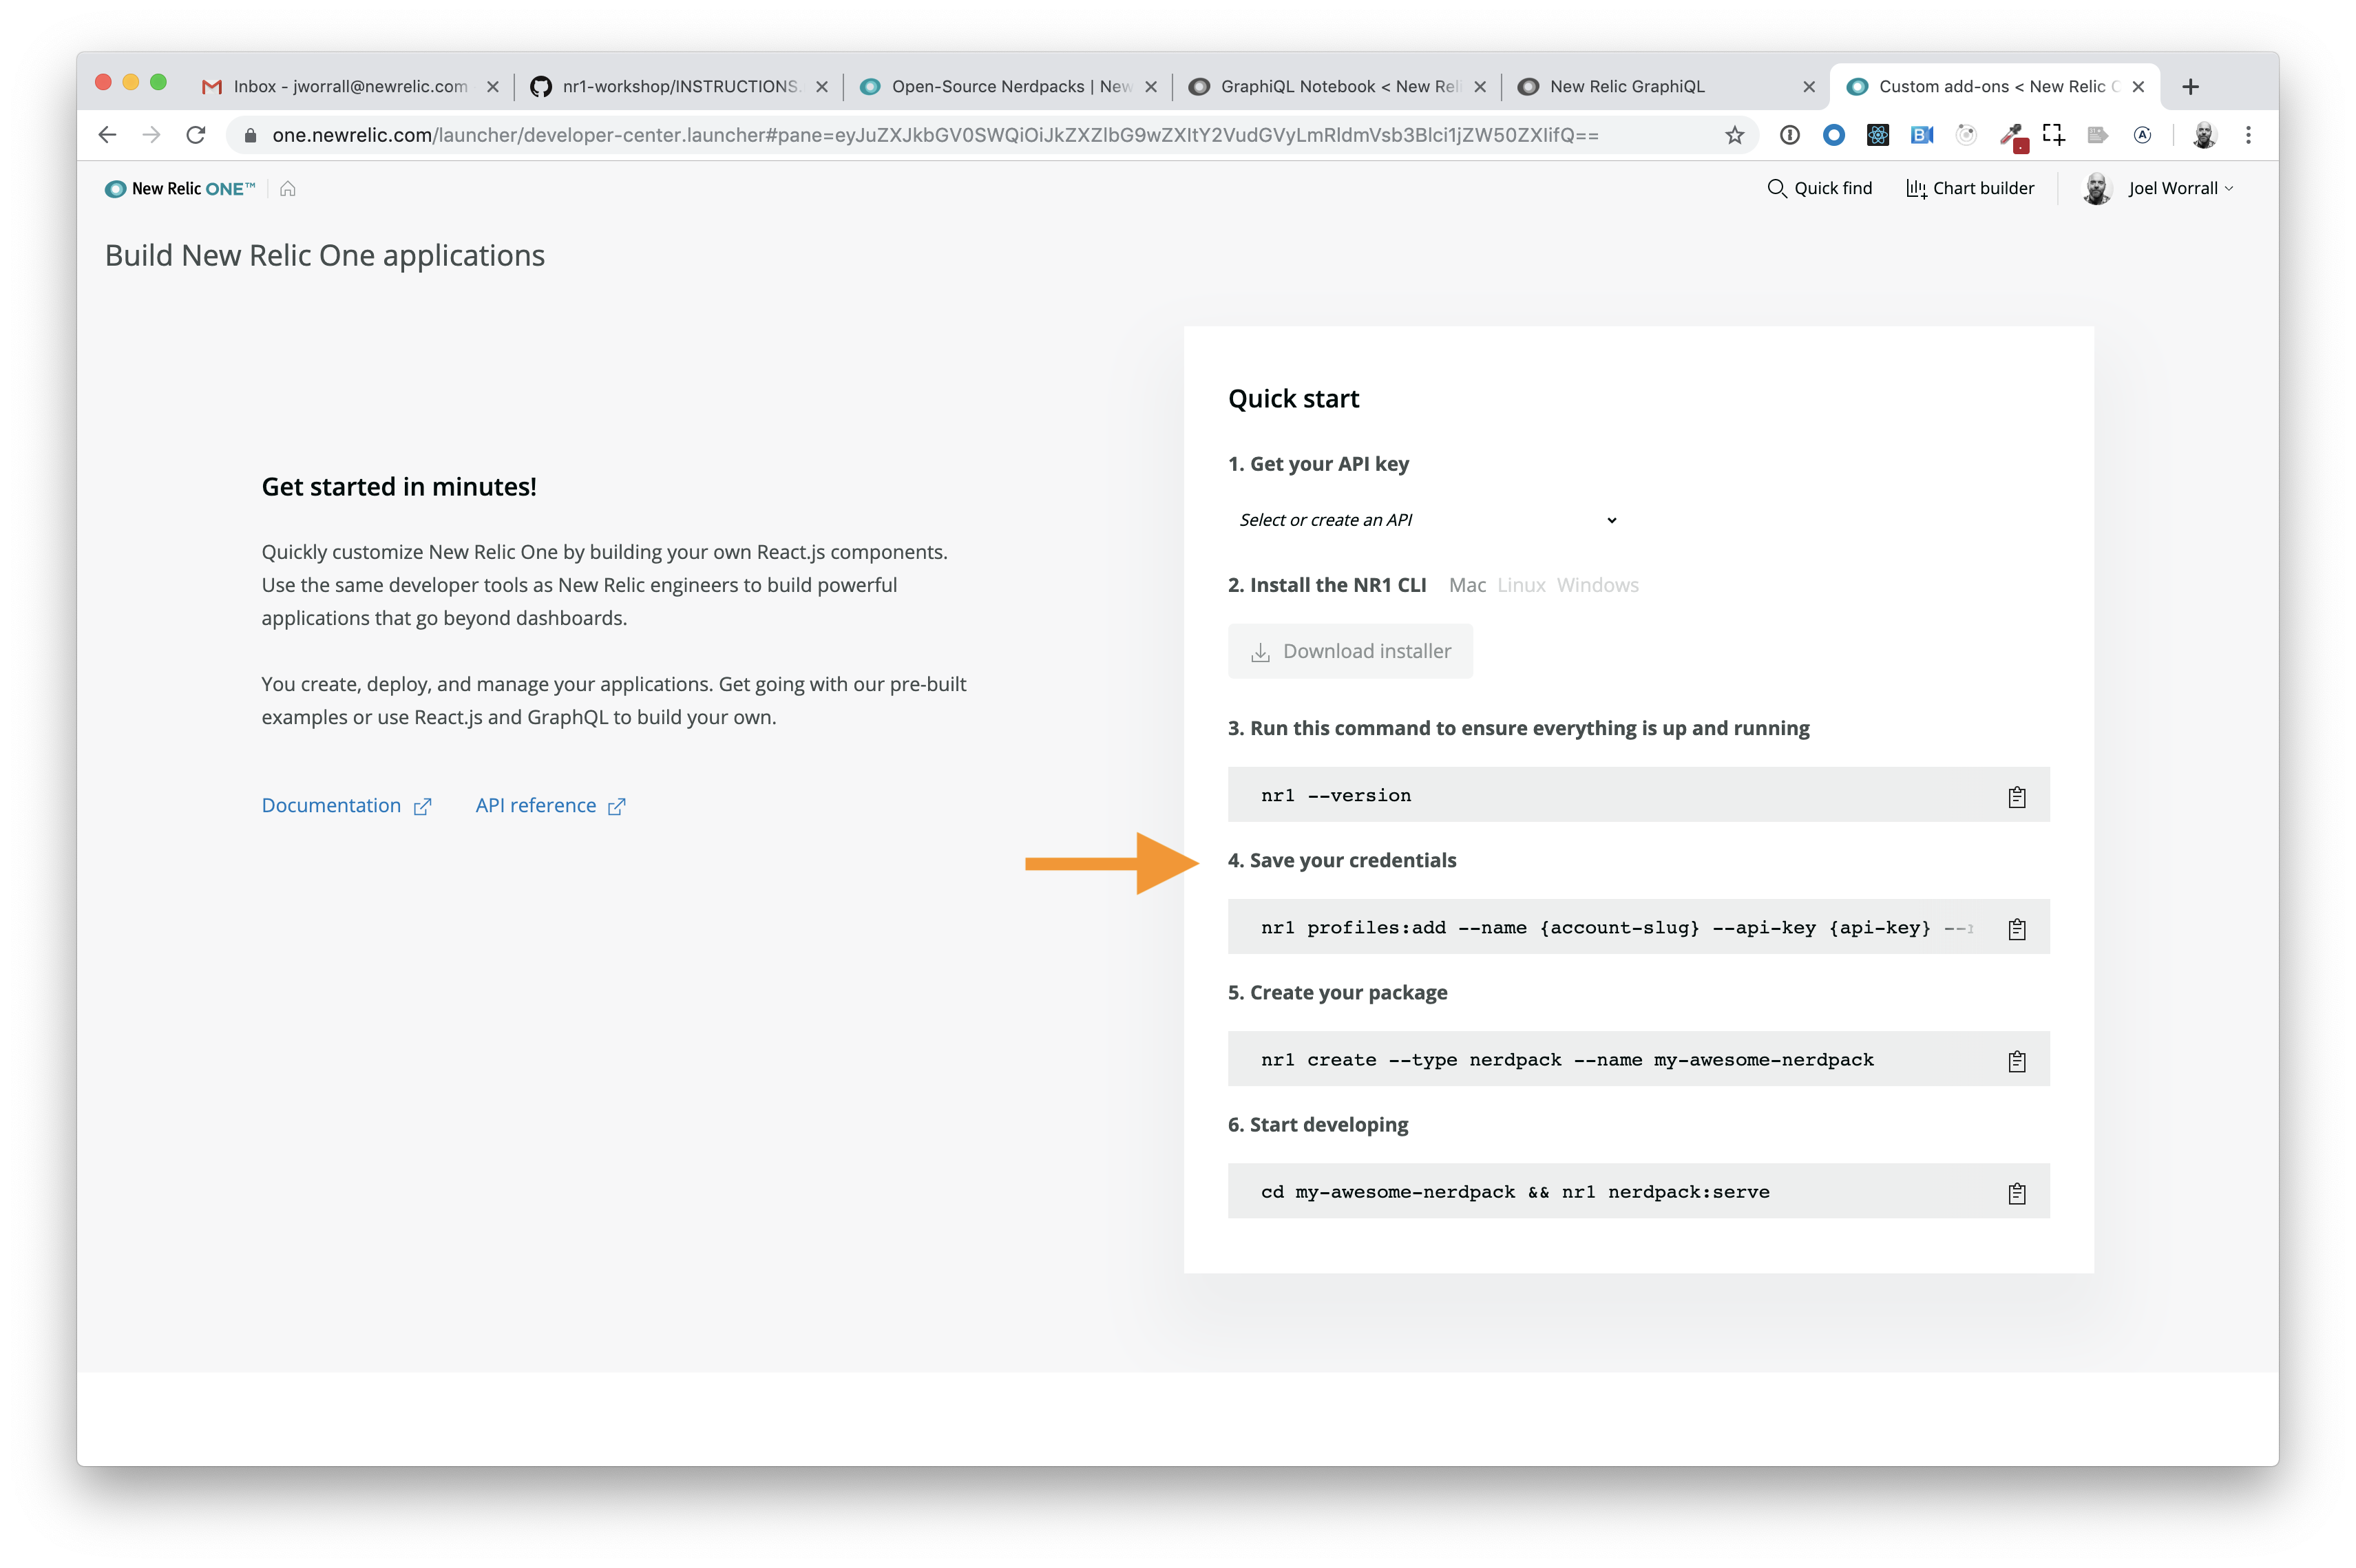 Inbox - jworrall@newrelic.com
nr1-workshop/INSTRUCTIONS.
Open-Source Nerdpacks | New
GraphiQL Notebook < New Reli
New Relic GraphiQL
Custom add-ons < New Relic O
one.newrelic.com/launcher/developer-center.launcher#pane=eyJuZXJkbGV0SWQiOiJkZXZlbG9wZXItY2VudGVyLmRldmVsb3Blci1jZW50ZXIifQ==
New Relic ONE™
Quick find
Chart builder
Joel Worrall
Build New Relic One applications
Get started in minutes!
Quickly customize New Relic One by building your own React.js components.
Use the same developer tools as New Relic engineers to build powerful
applications that go beyond dashboards.
You create, deploy, and manage your applications. Get going with our pre-built
examples or use React.js and GraphQL to build your own.
Documentation
API reference
Quick start
1. Get your API key
Select or create an API
2. Install the NR1 CLI Mac Linux Windows
Download installer
3. Run this command to ensure everything is up and running
nr1 --version
4. Save your credentials
nr1 profiles:add --name {account-slug} --api-key {api-key} --r
5. Create your package
nr1 create --type nerdpack --name my-awesome-nerdpack
6. Start developing
cd my-awesome-nerdpack && nr1 nerdpack:serve